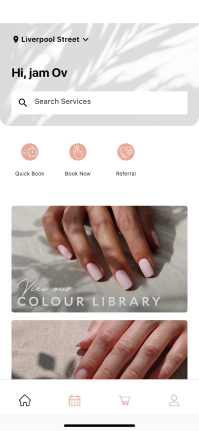 Liverpool Street
Hi, jam Ov
Search Services
Quick Book
Book Now
Referral
View our
COLOUR LIBRARY